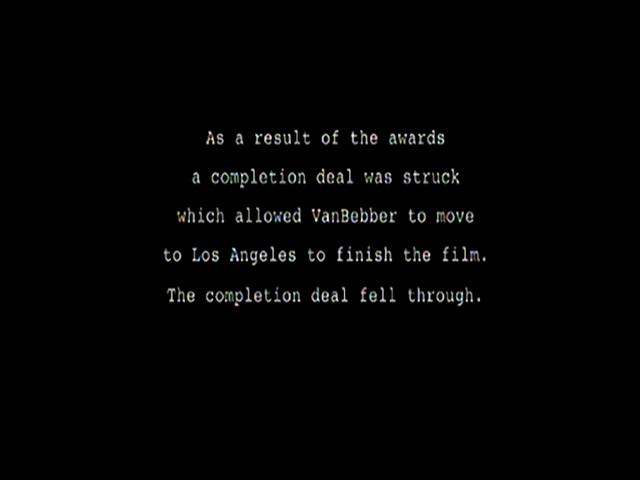 As a result of the awards
a completion deal was struck
which allowed VanBebber to move
to Los Angeles to finish the film.
The completion deal fell through.